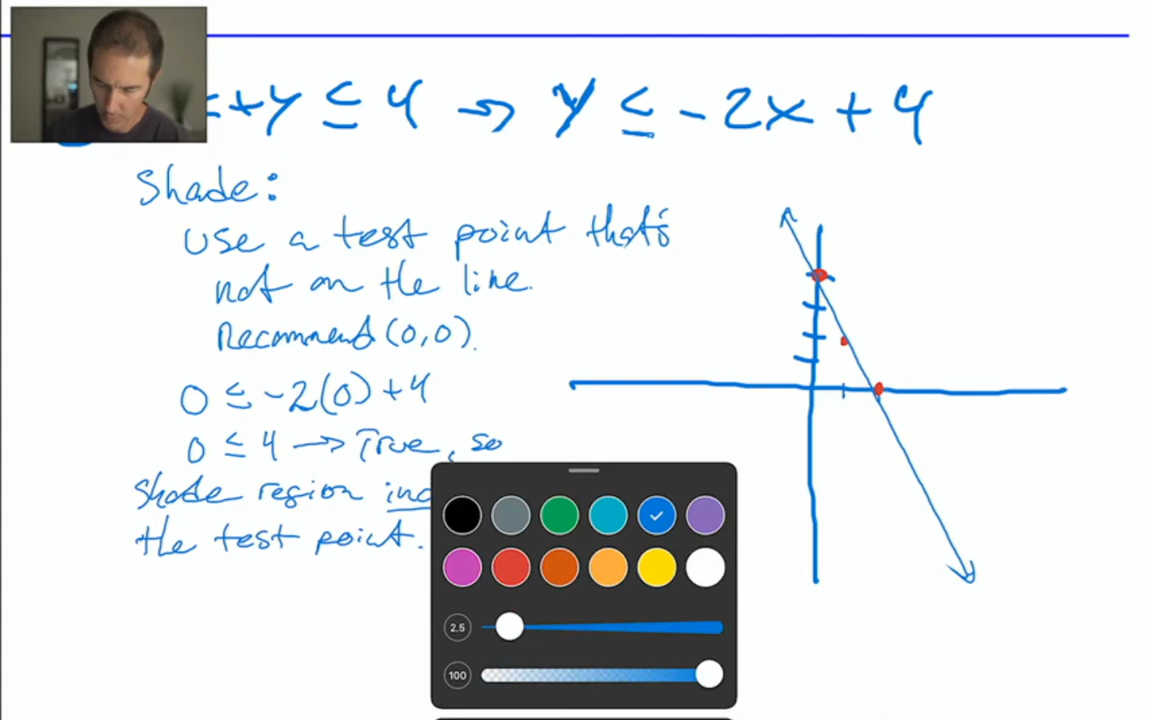 +y ≤ 4 → y ≤ -2x + 4
Shade:
Use a test point that's
not on the line.
Recommend (0,0).
0 ≤ -2(0) + 4
0 ≤ 4 → True, so
shade region inc
the test point.
2.5
100